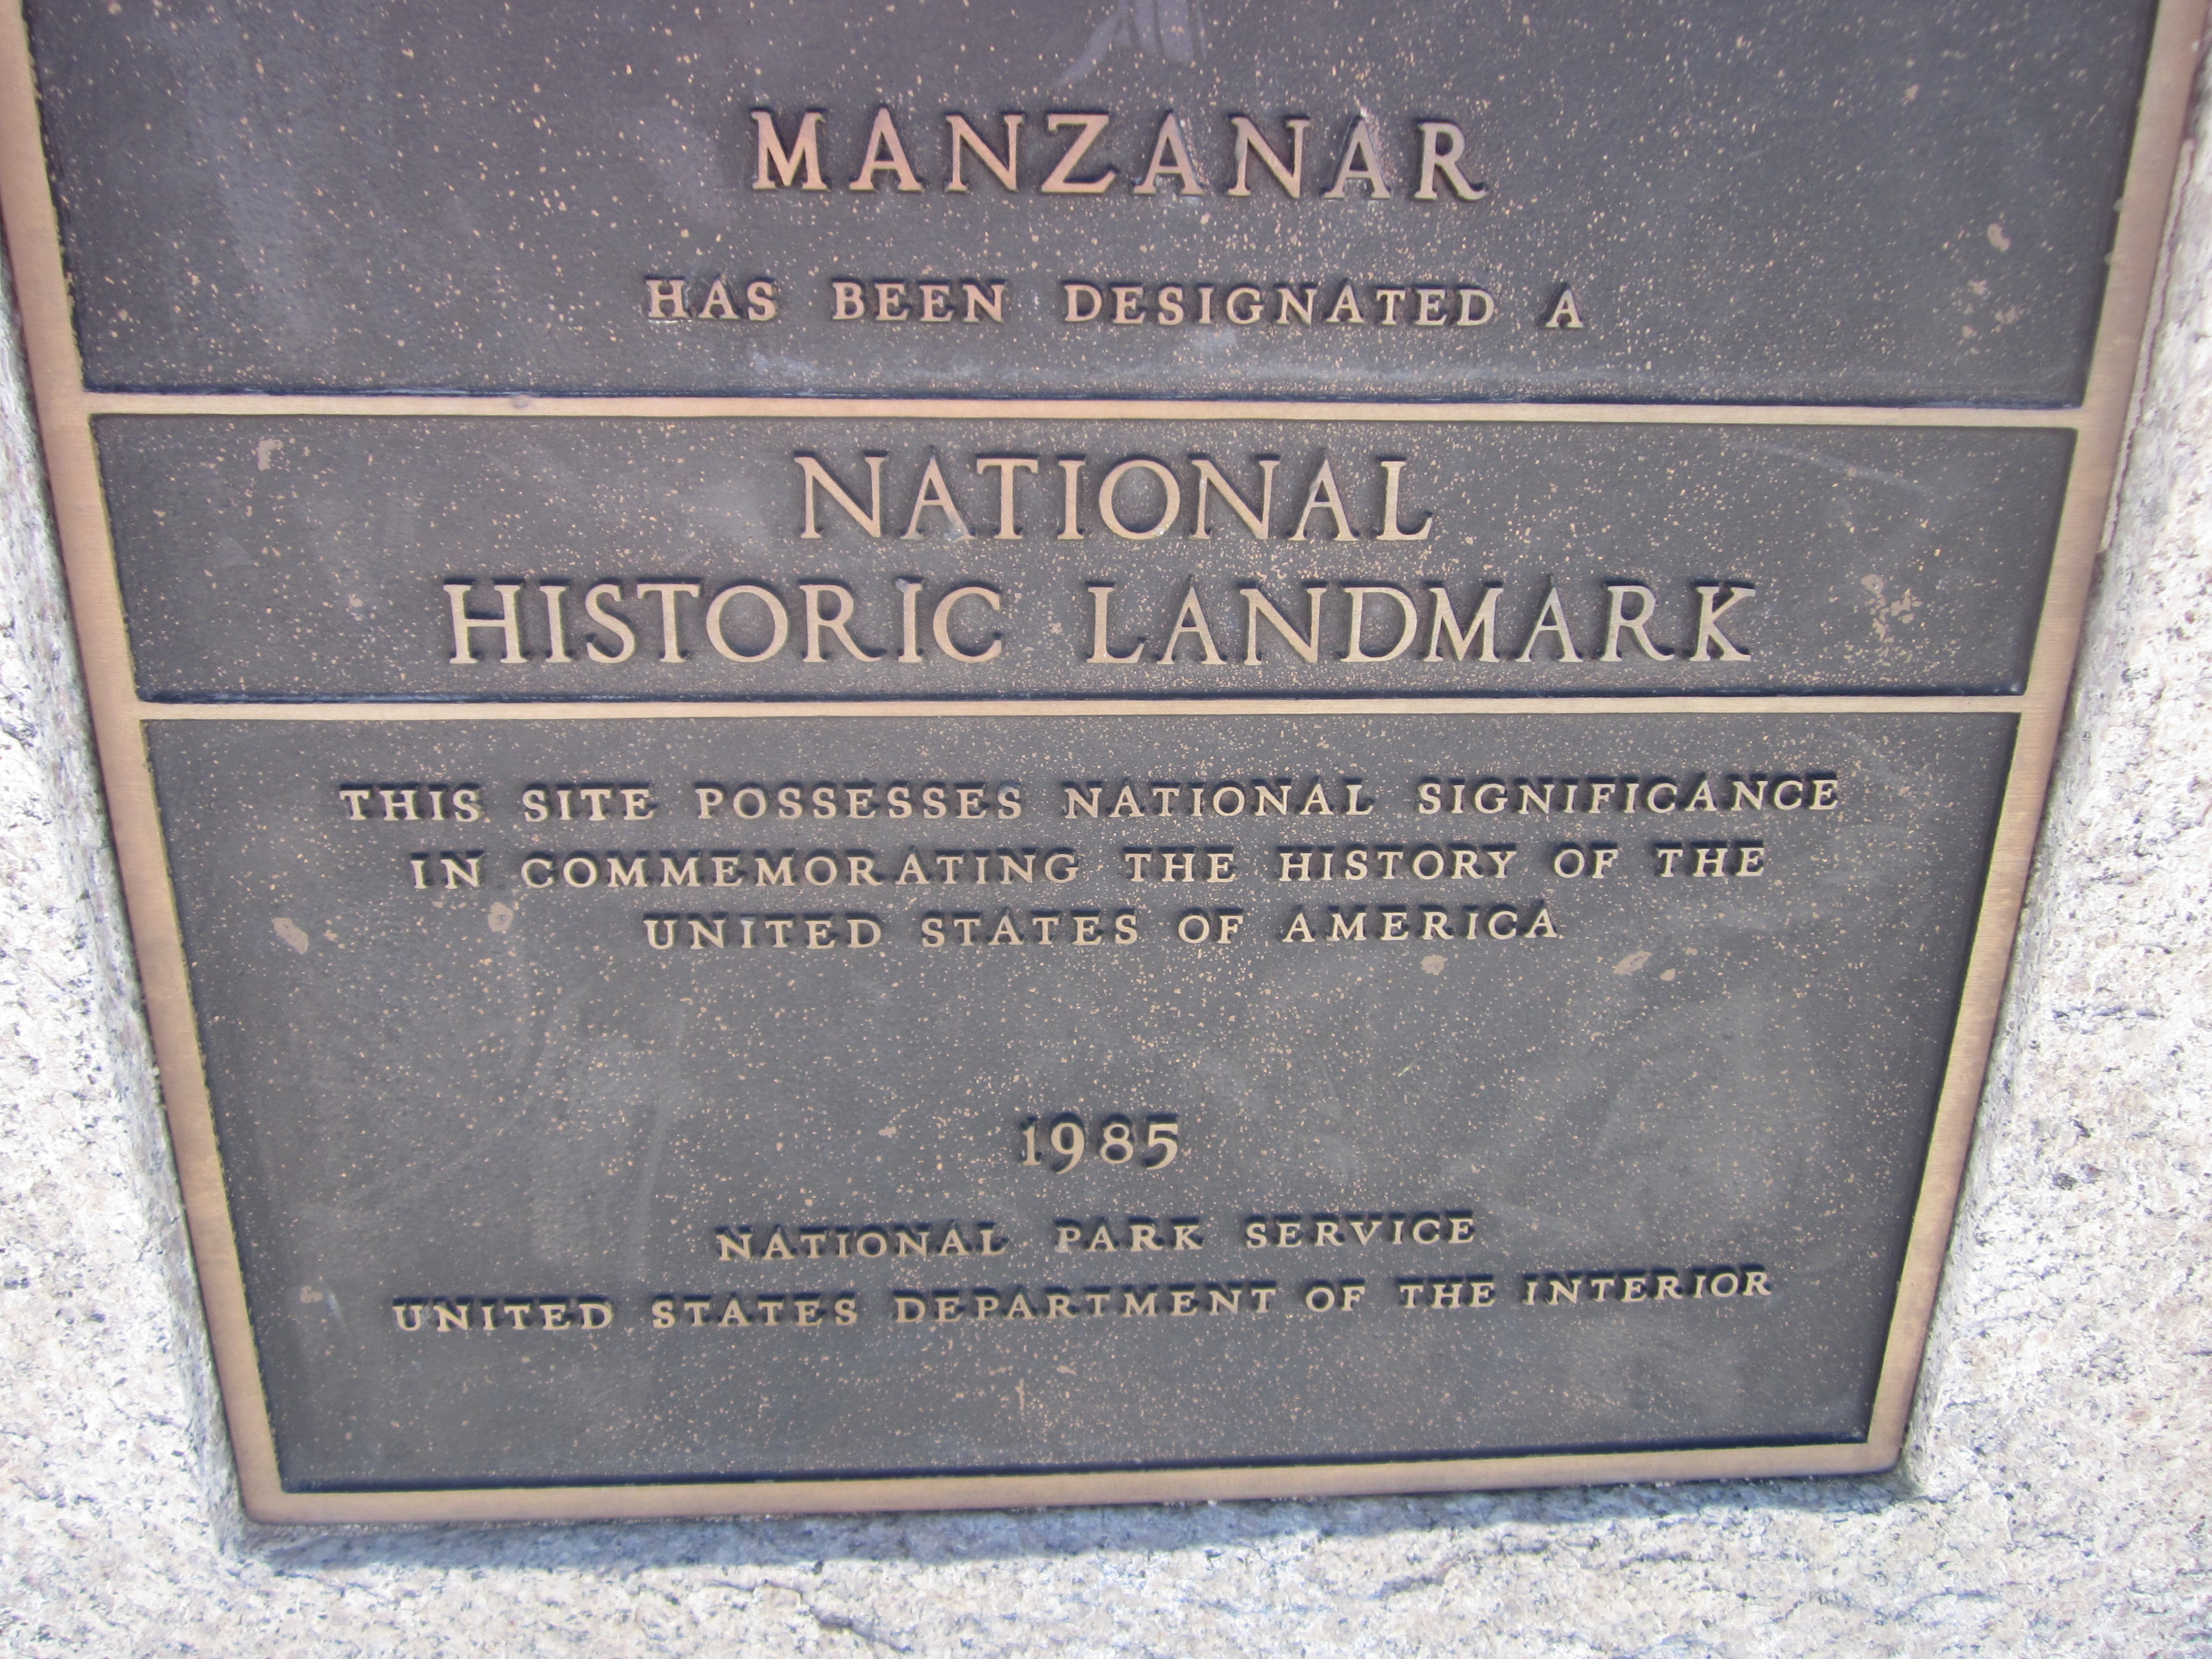 MANZANAR
HAS BEEN DESIGNATED A
NATIONAL
HISTORIC LANDMARK
THIS SITE POSSESSES NATIONAL SIGNIFICANCE
IN COMMEMORATING THE HISTORY OF THE
UNITED STATES OF AMERICA
1985
NATIONAL PARK SERVICE
UNITED STATES DEPARTMENT OF THE INTERIOR